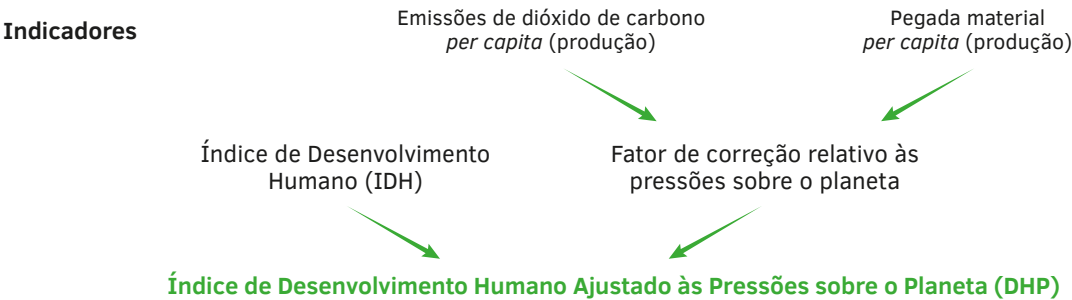 Indicadores
Emissões de dióxido de carbono
per capita (produção)
Pegada material
per capita (produção)
Índice de Desenvolvimento
Humano (IDH)
Fator de correção relativo às
pressões sobre o planeta
Índice de Desenvolvimento Humano Ajustado às Pressões sobre o Planeta (DHP)